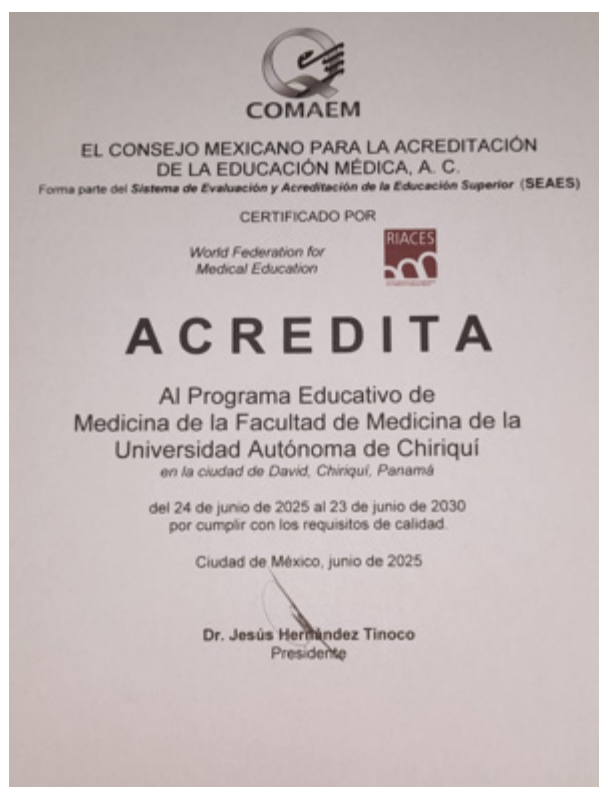 COMAEM
EL CONSEJO MEXICANO PARA LA ACREDITACIÓN
DE LA EDUCACIÓN MÉDICA, A. C.
Forma parte del Sistema de Evaluación y Acreditación de la Educación Superior (SEAES)
CERTIFICADO POR
World Federation for
Medical Education
RIACES
ACREDITA
Al Programa Educativo de
Medicina de la Facultad de Medicina de la
Universidad Autónoma de Chiriquí
en la ciudad de David, Chiriquí, Panamá
del 24 de junio de 2025 al 23 de junio de 2030
por cumplir con los requisitos de calidad.
Ciudad de México, junio de 2025
Dr. Jesús Hernández Tinoco
Presidente